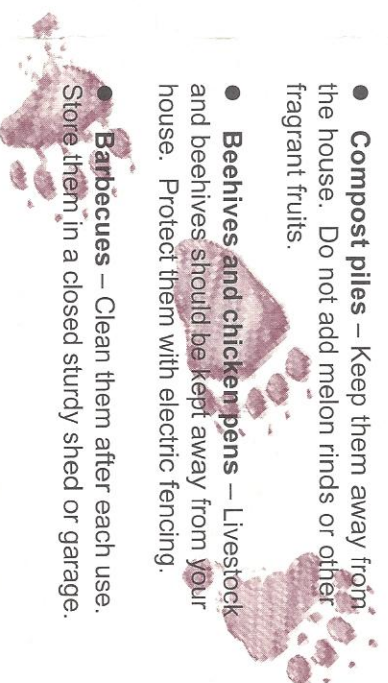 ● Compost piles – Keep them away from
the house.  Do not add melon rinds or other
fragrant fruits.
● Beehives and chicken pens – Livestock
and beehives should be kept away from your
house.  Protect them with electric fencing.
● Barbecues – Clean them after each use.
Store them in a closed sturdy shed or garage.